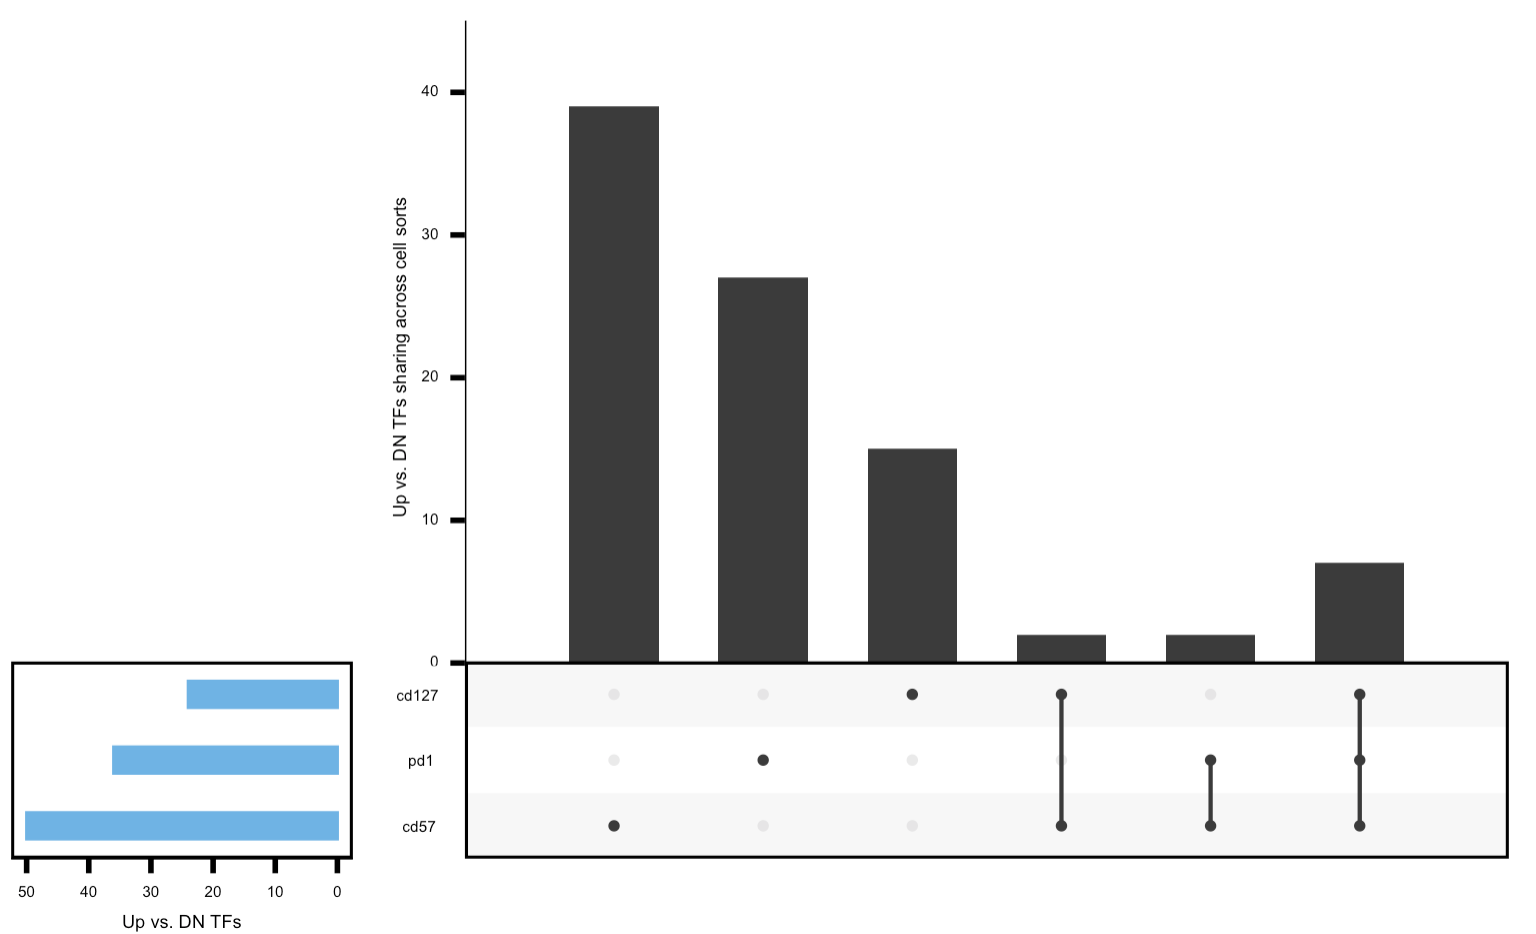 40
30
20
10
0
Up vs. DN TFs sharing across cell sorts
cd127
pd1
cd57
50 40 30 20 10 0
Up vs. DN TFs